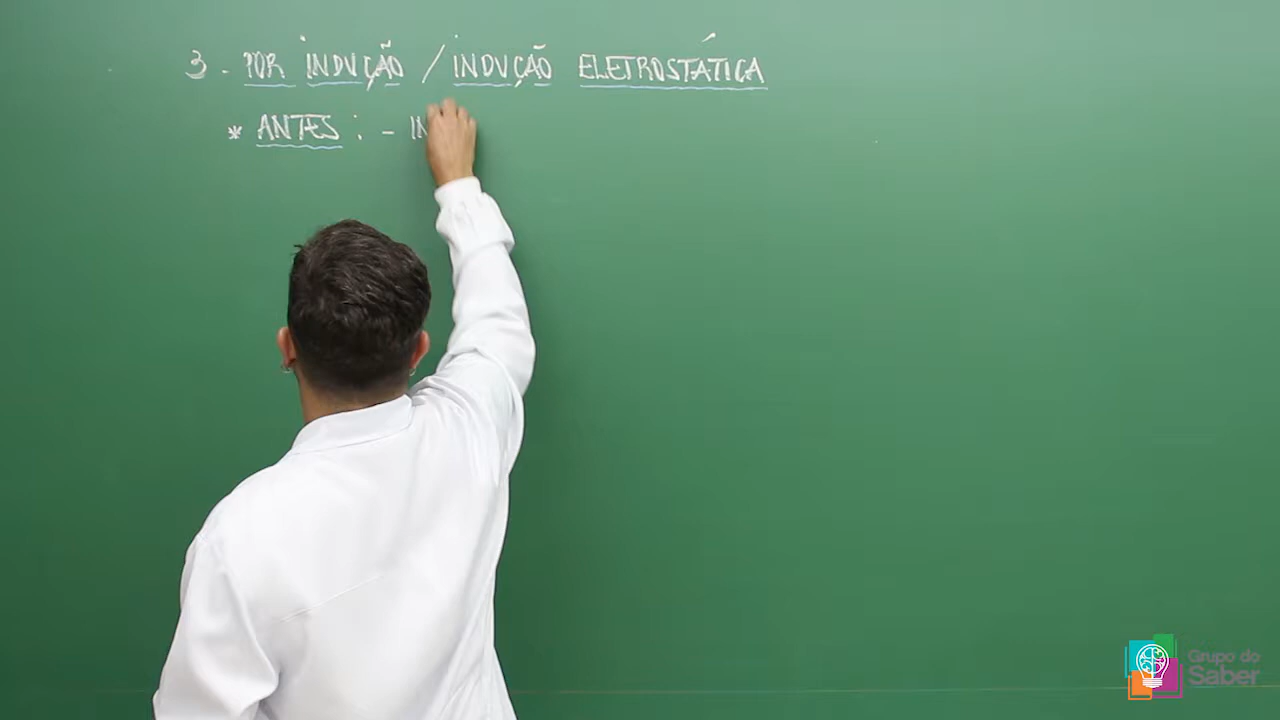 3 - POR INDUÇÃO / INDUÇÃO ELETROSTÁTICA
* ANTES : - IN
Grupo do
Saber